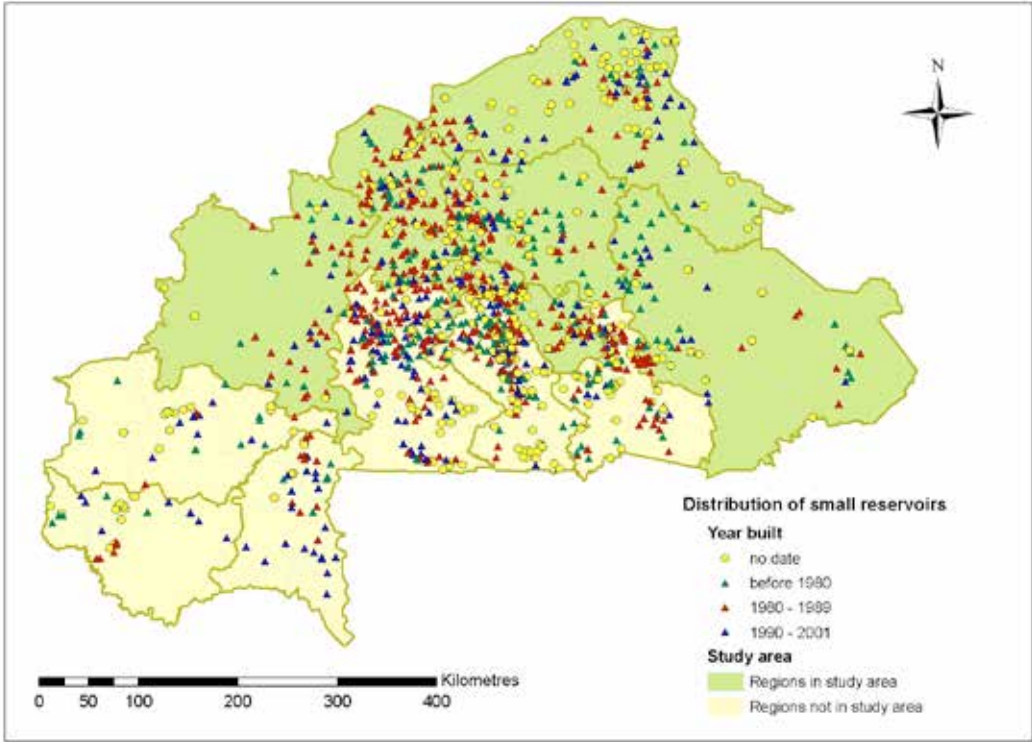 N
Distribution of small reservoirs
Year built
no date
before 1980
1980 - 1989
1990 - 2001
Study area
Regions in study area
Regions not in study area
Kilometres
0 50 100 200 300 400